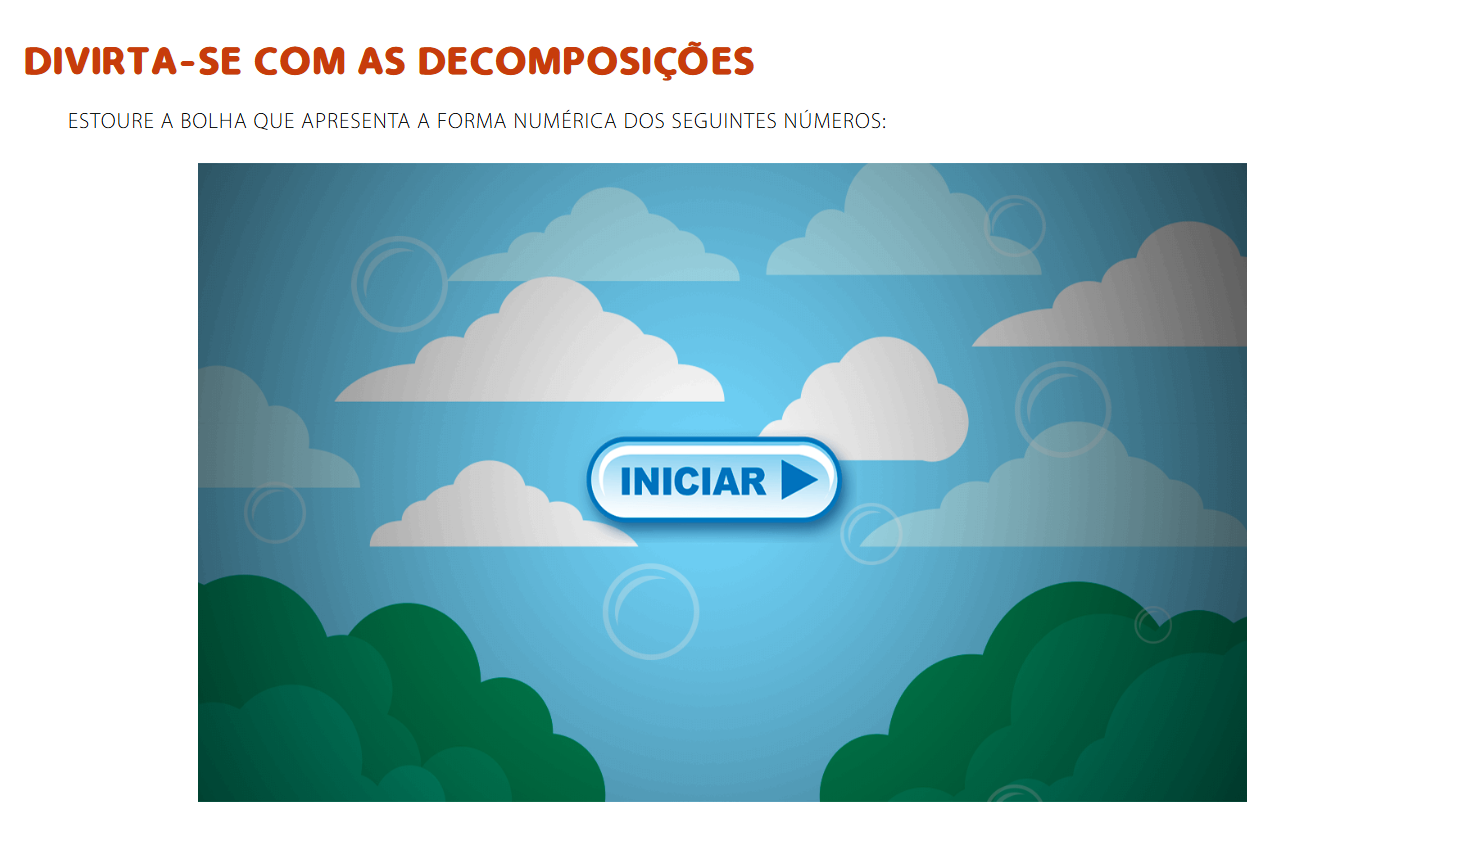 DIVIRTA-SE COM AS DECOMPOSIÇÕES
ESTOURE A BOLHA QUE APRESENTA A FORMA NUMÉRICA DOS SEGUINTES NÚMEROS:
INICIAR